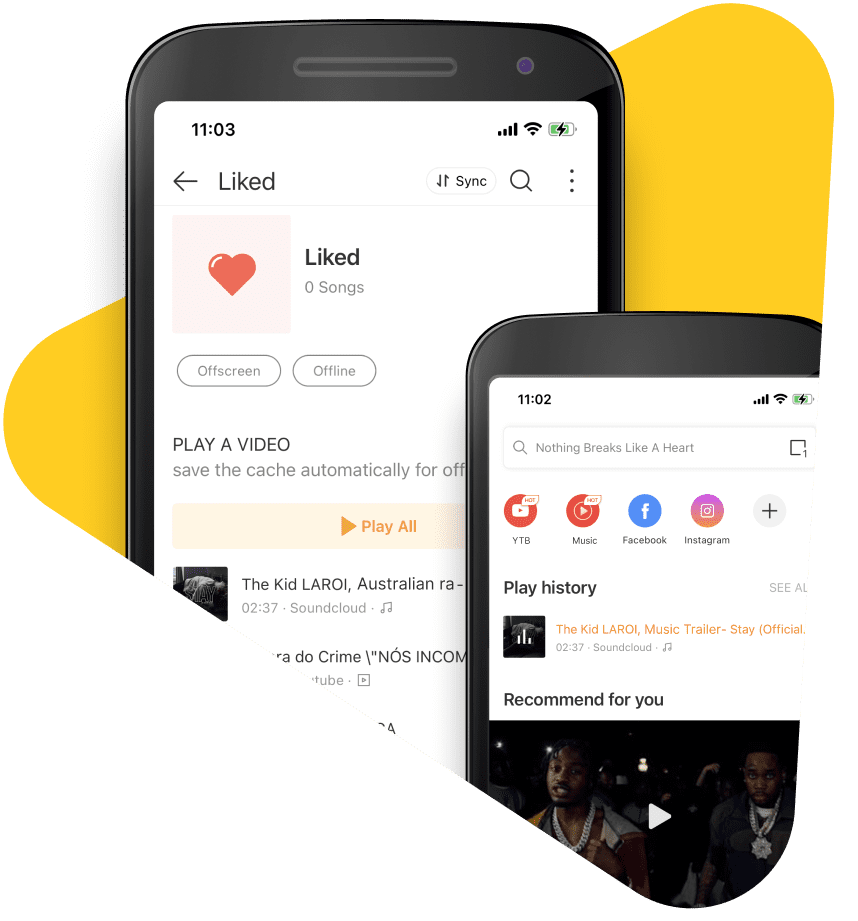 11:03
Liked
Sync
Liked
0 Songs
Offscreen
Offline
PLAY A VIDEO
save the cache automatically for off
Play All
The Kid LAROI, Australian ra-
02:37 · Soundcloud ·
ra do Crime \"NÓS INCOM
utube ·
CA
11:02
Nothing Breaks Like A Heart
1
HOT
HOT
YTB
Music
Facebook
Instagram
Play history
SEE AL
The Kid LAROI, Music Trailer- Stay (Official.
02:37 · Soundcloud ·
Recommend for you